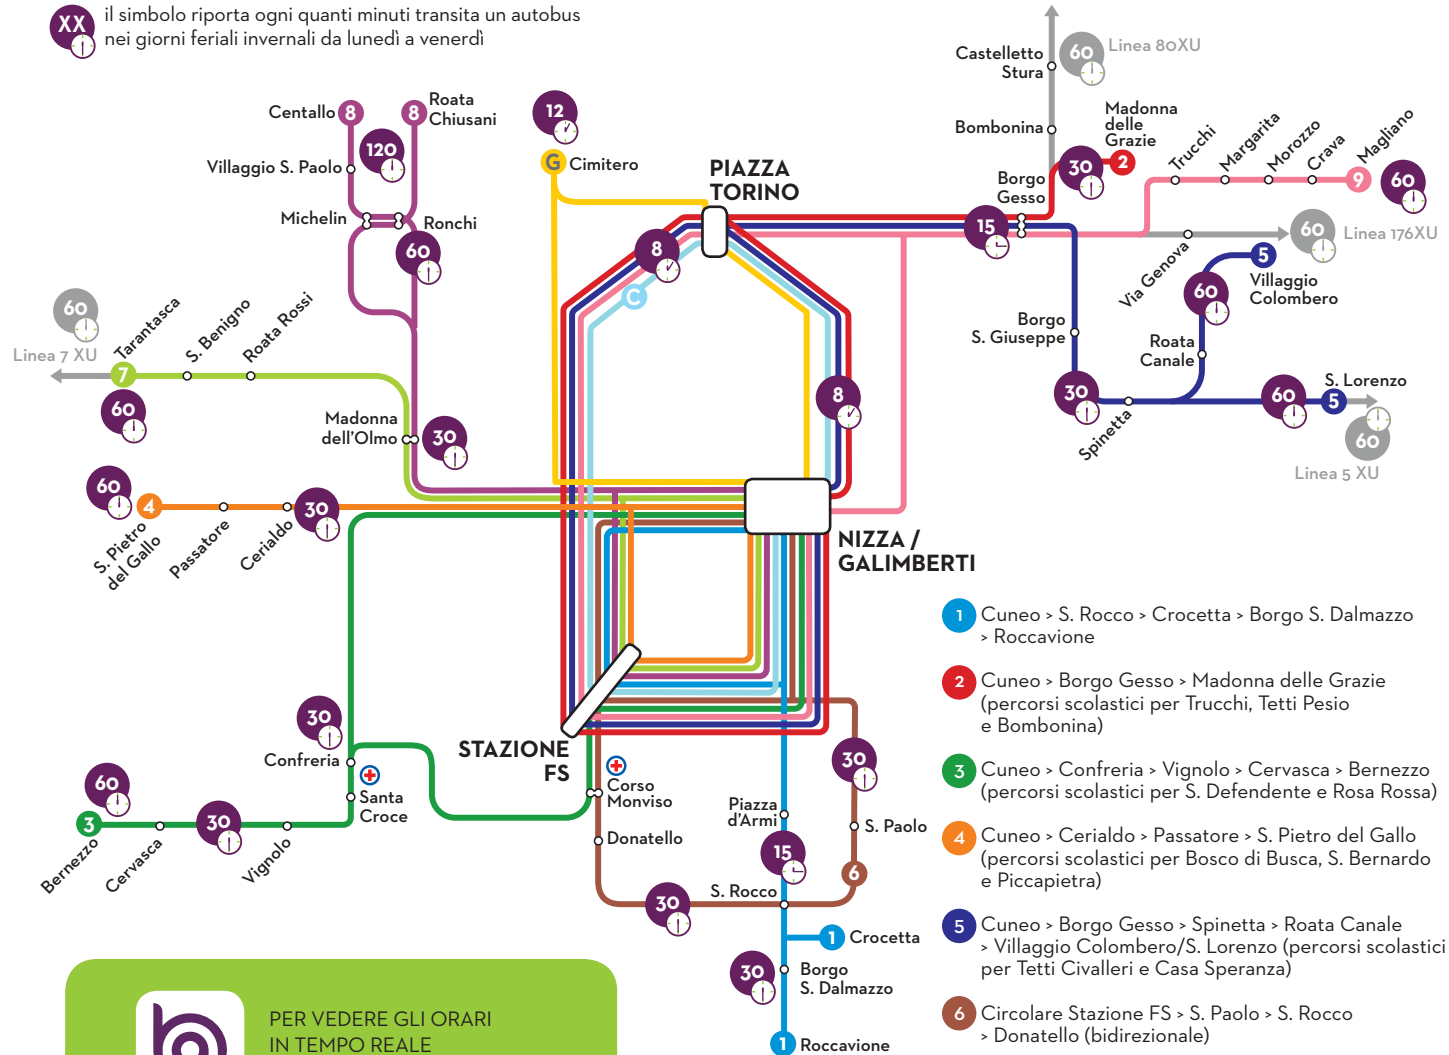 XX
il simbolo riporta ogni quanti minuti transita un autobus
nei giorni feriali invernali da lunedì a venerdì
Castelletto
Stura
60
Linea 80XU
Bombonina
Madonna
delle
Grazie
2
30
Borgo
Gesso
15
Trucchi
Margarita
Morozzo
Crava
Magliano
9
60
60
Linea 176XU
Via Genova
5
Villaggio
Colombero
60
Roata
Canale
Borgo
S. Giuseppe
30
Spinetta
60
S. Lorenzo
5
60
Linea 5 XU
Centallo
8
8
Roata
Chiusani
120
Villaggio S. Paolo
Michelin
Ronchi
60
12
G
Cimitero
PIAZZA
TORINO
8
C
8
60
Linea 7 XU
Tarantasca
S. Benigno
Roata Rossi
7
60
Madonna
dell'Olmo
30
60
4
S. Pietro
del Gallo
Passatore
Cerialdo
30
NIZZA /
GALIMBERTI
STAZIONE
FS
30
Confreria
Santa
Croce
60
3
Bernezzo
Cervasca
30
Vignolo
Corso
Monviso
Donatello
30
Piazza
d'Armi
15
S. Rocco
30
S. Paolo
6
1
Crocetta
30
Borgo
S. Dalmazzo
1
Roccavione
1
Cuneo > S. Rocco > Crocetta > Borgo S. Dalmazzo
> Roccavione
2
Cuneo > Borgo Gesso > Madonna delle Grazie
(percorsi scolastici per Trucchi, Tetti Pesio
e Bombonina)
3
Cuneo > Confreria > Vignolo > Cervasca > Bernezzo
(percorsi scolastici per S. Defendente e Rosa Rossa)
4
Cuneo > Cerialdo > Passatore > S. Pietro del Gallo
(percorsi scolastici per Bosco di Busca, S. Bernardo
e Piccapietra)
5
Cuneo > Borgo Gesso > Spinetta > Roata Canale
> Villaggio Colombero/S. Lorenzo (percorsi scolastici
per Tetti Civalleri e Casa Speranza)
6
Circolare Stazione FS > S. Paolo > S. Rocco
> Donatello (bidirezionale)
PER VEDERE GLI ORARI
IN TEMPO REALE